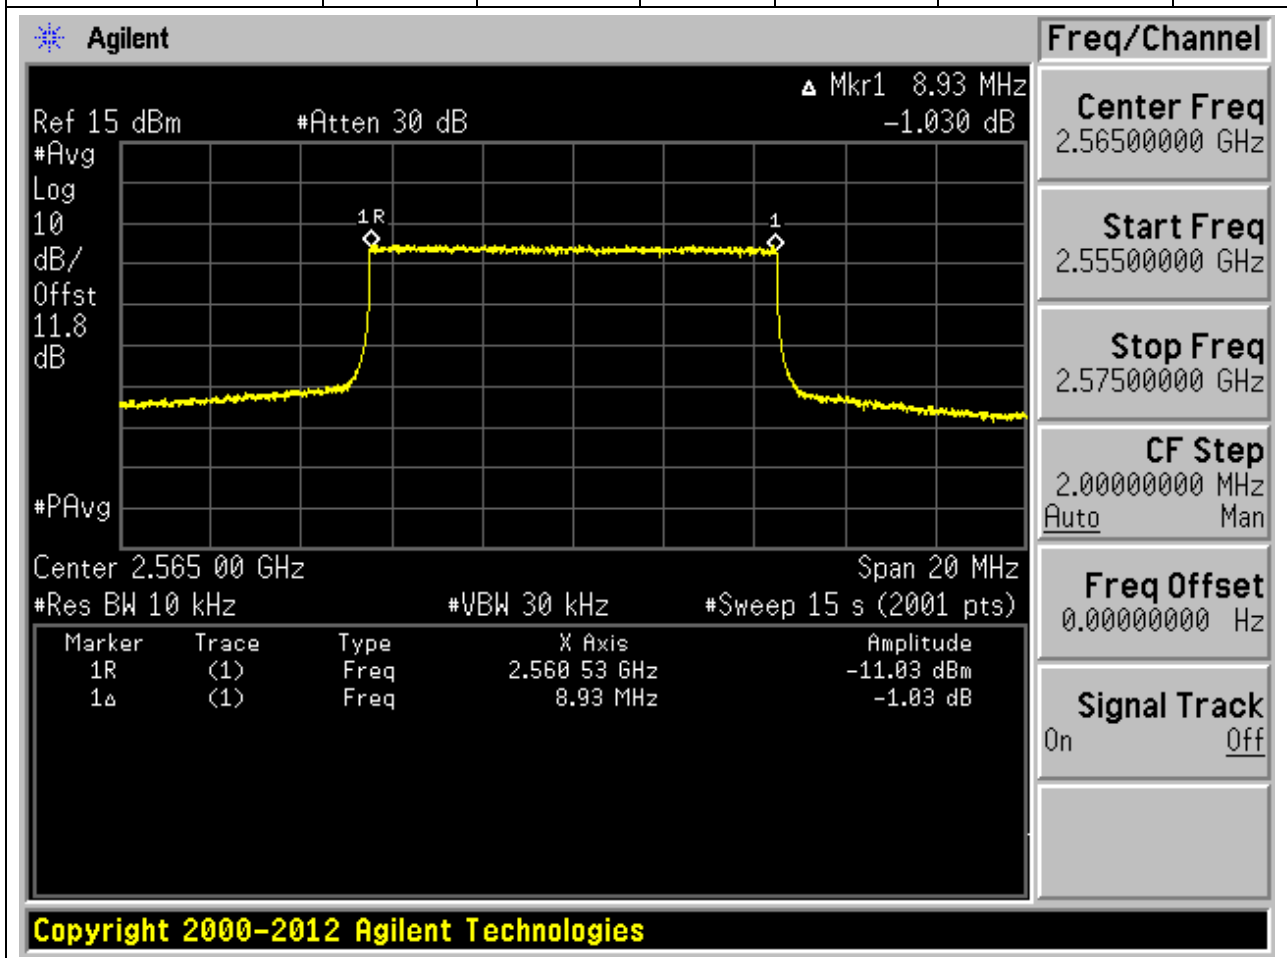 Agilent
Freq/Channel
Δ Mkr1 8.93 MHz
Ref 15 dBm #Atten 30 dB -1.030 dB
#Avg
Log
10
dB/
Offst
11.8
dB
1R
1
#PAvg
Center 2.565 00 GHz Span 20 MHz
#Res BW 10 kHz #VBW 30 kHz #Sweep 15 s (2001 pts)
Marker Trace Type X Axis Amplitude
1R (1) Freq 2.560 53 GHz -11.03 dBm
1Δ (1) Freq 8.93 MHz -1.03 dB
Center Freq
2.56500000 GHz
Start Freq
2.55500000 GHz
Stop Freq
2.57500000 GHz
CF Step
2.00000000 MHz
Auto Man
Freq Offset
0.00000000 Hz
Signal Track
On Off
Copyright 2000-2012 Agilent Technologies